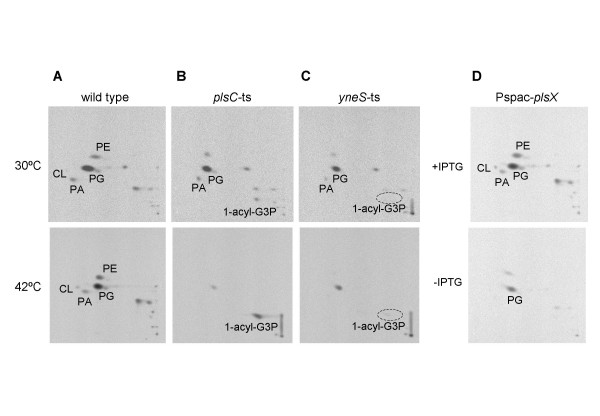 A B C D
wild type plsC-ts yneS-ts Pspac-plsX
30ºC +IPTG
PE PE
CL PG PG PG CL PG
PA PA PA PA
1-acyl-G3P 1-acyl-G3P
42ºC -IPTG
PE
CL PG PG
PA
1-acyl-G3P 1-acyl-G3P